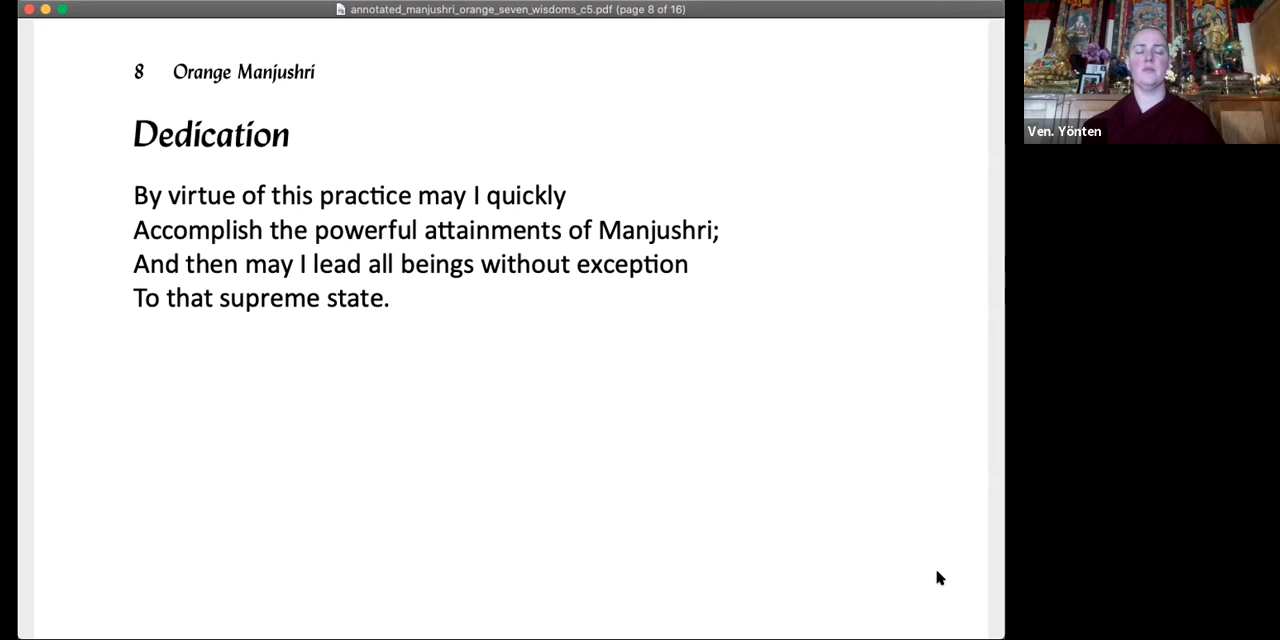 annotated_manjushri_orange_seven_wisdoms_c5.pdf (page 8 of 16)
8 Orange Manjushri
Dedication
By virtue of this practice may I quickly
Accomplish the powerful attainments of Manjushri;
And then may I lead all beings without exception
To that supreme state.
Ven. Yönten